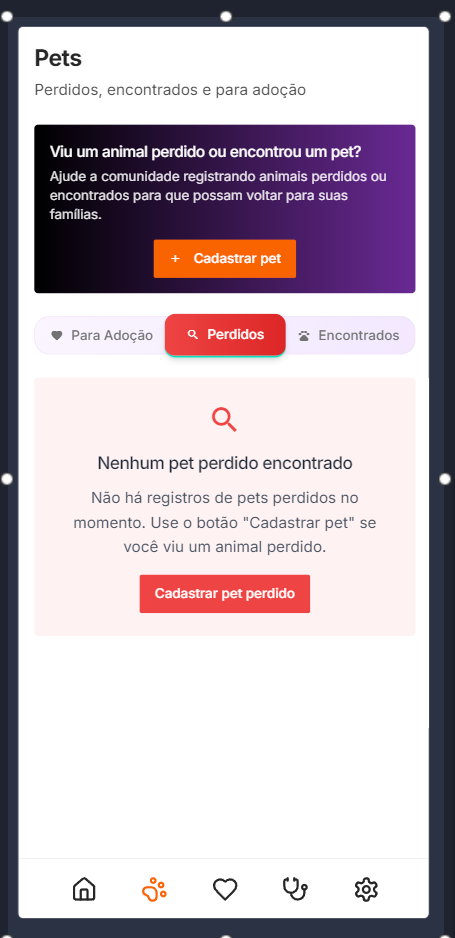 Pets
Perdidos, encontrados e para adoção
Viu um animal perdido ou encontrou um pet?
Ajude a comunidade registrando animais perdidos ou
encontrados para que possam voltar para suas
famílias.
+ Cadastrar pet
Para Adoção
Perdidos
Encontrados
Nenhum pet perdido encontrado
Não há registros de pets perdidos no
momento. Use o botão "Cadastrar pet" se
você viu um animal perdido.
Cadastrar pet perdido